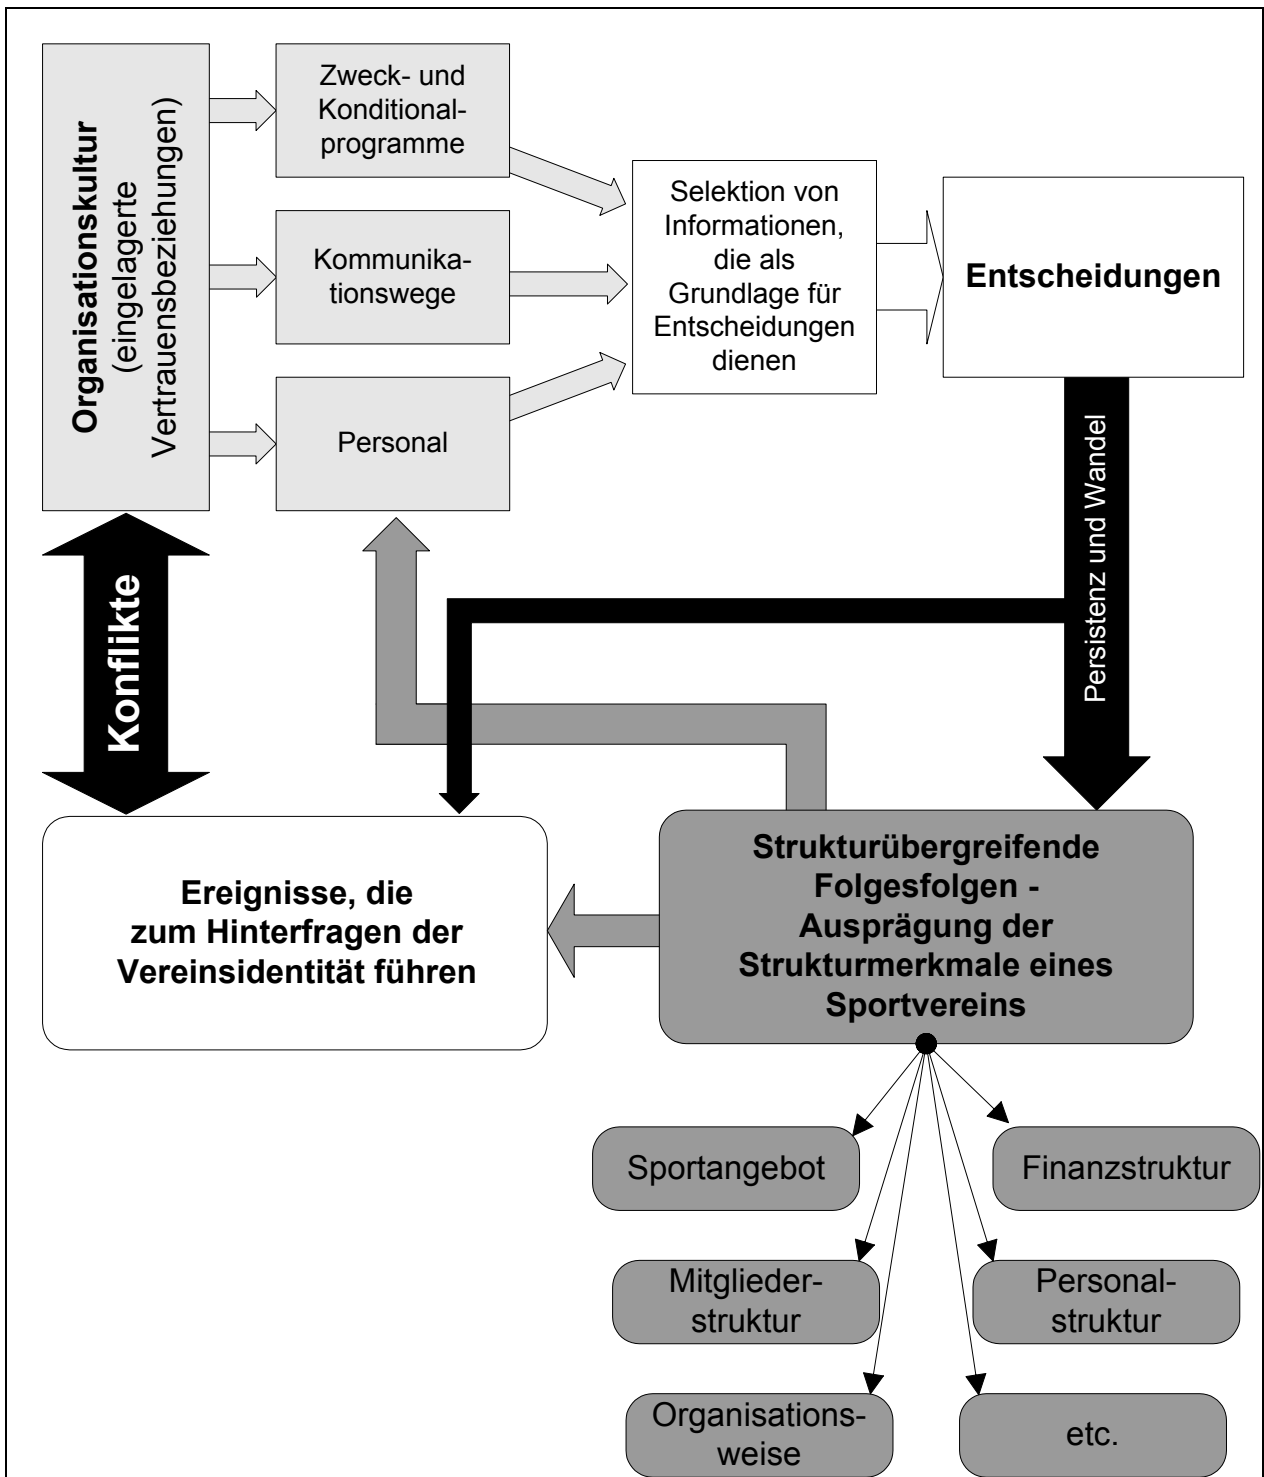 Organisationskultur
(eingelagerte
Vertrauensbeziehungen)
Zweck- und
Konditional-
programme
Kommunika-
tionswege
Personal
Selektion von
Informationen,
die als
Grundlage für
Entscheidungen
dienen
Entscheidungen
Persistenz und Wandel
Konflikte
Ereignisse, die
zum Hinterfragen der
Vereinsidentität führen
Strukturübergreifende
Folgesfolgen -
Ausprägung der
Strukturmerkmale eines
Sportvereins
Sportangebot
Finanzstruktur
Mitglieder-
struktur
Personal-
struktur
Organisations-
weise
etc.